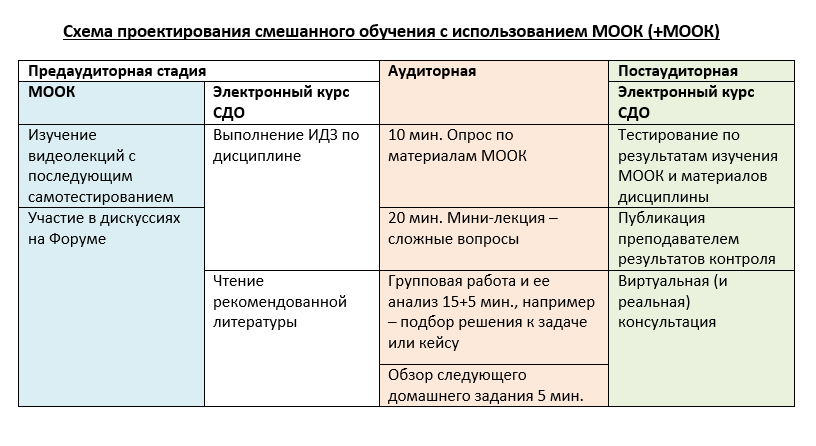 Схема проектирования смешанного обучения с использованием МООК (+МООК)
Предаудиторная стадия
Аудиторная
Постаудиторная
МООК
Электронный курс
СДО
Электронный курс
СДО
Изучение
видеолекций с
последующим
самотестированием
Выполнение ИДЗ по
дисциплине
10 мин. Опрос по
материалам МООК
Тестирование по
результатам изучения
МООК и материалов
дисциплины
Участие в дискуссиях
на Форуме
20 мин. Мини-лекция –
сложные вопросы
Публикация
преподавателем
результатов контроля
Чтение
рекомендованной
литературы
Групповая работа и ее
анализ 15+5 мин., например
– подбор решения к задаче
или кейсу
Виртуальная (и
реальная)
консультация
Обзор следующего
домашнего задания 5 мин.